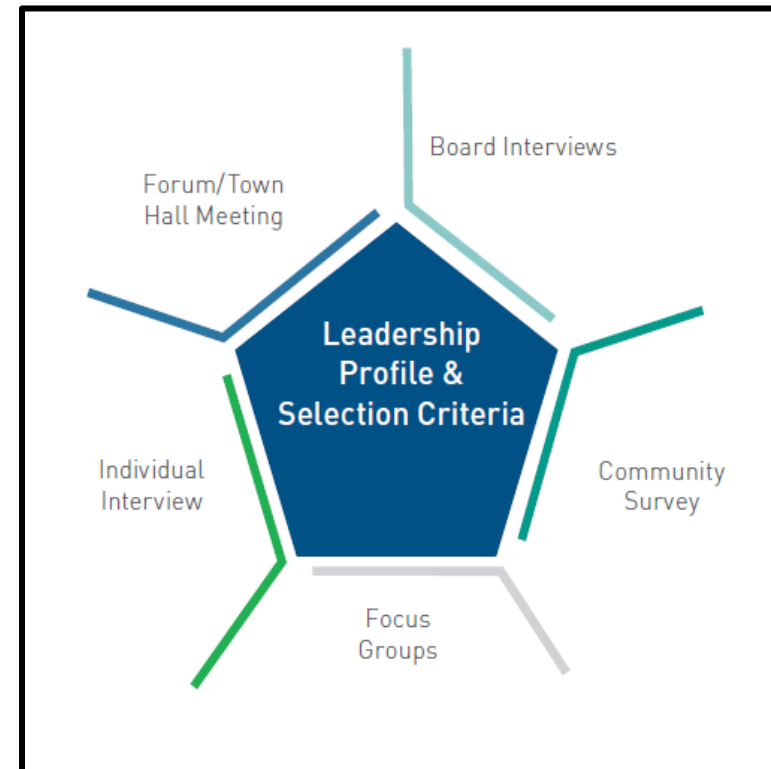 Board Interviews
Forum/Town
Hall Meeting
Leadership
Profile &
Selection Criteria
Individual
Interview
Community
Survey
Focus
Groups